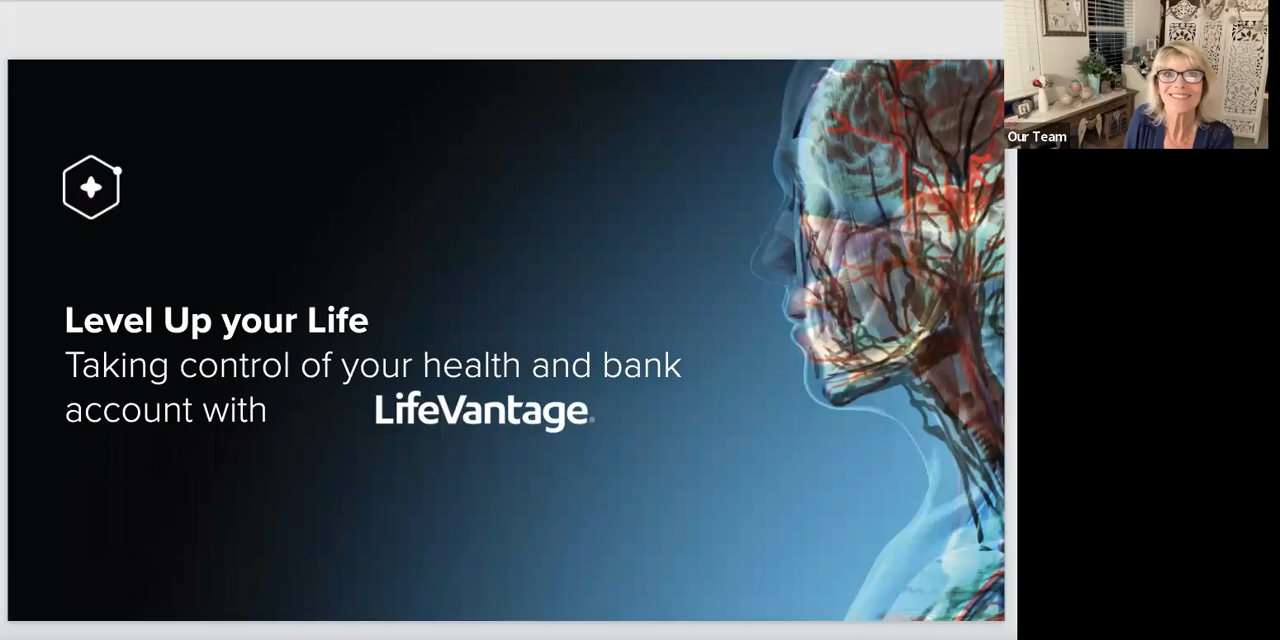 Level Up your Life
Taking control of your health and bank
account with LifeVantage®
Our Team